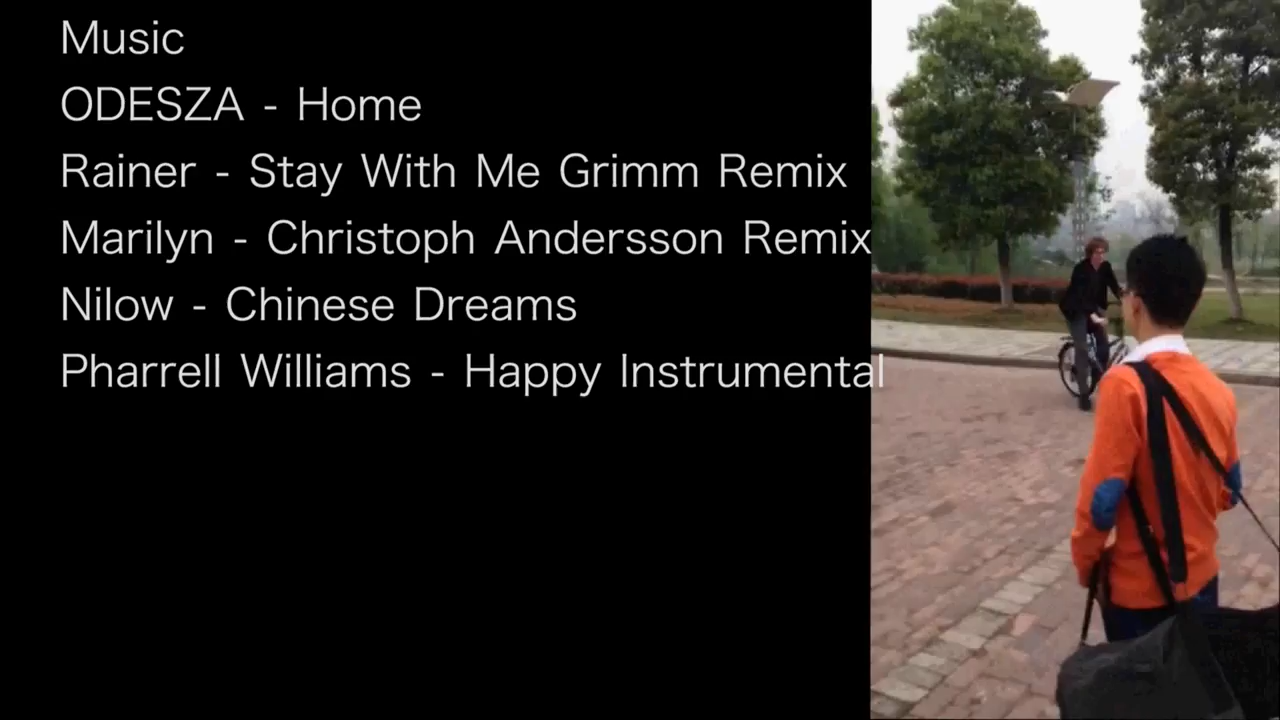 Music
ODESZA - Home
Rainer - Stay With Me Grimm Remix
Marilyn - Christoph Andersson Remix
Nilow - Chinese Dreams
Pharrell Williams - Happy Instrumental